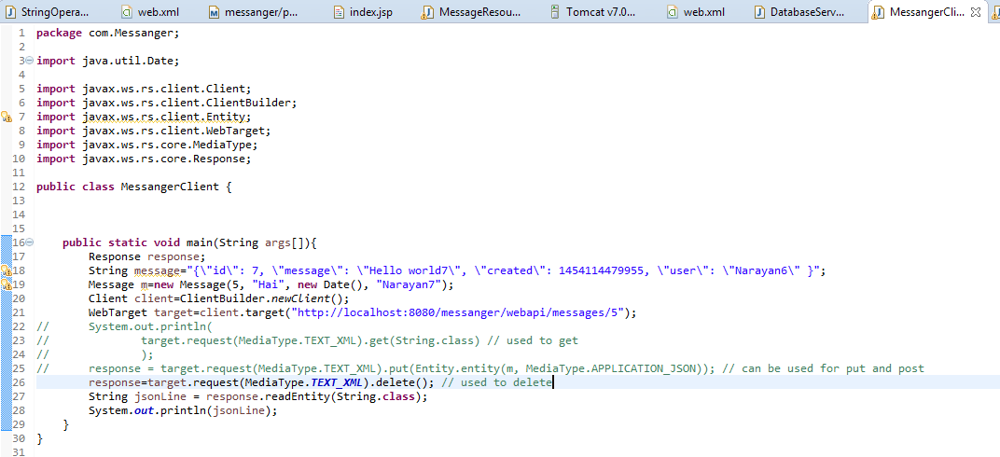 StringOpera... web.xml messanger/p... index.jsp MessageResou... Tomcat v7.0... web.xml DatabaseServ... MessangerCli...
1 package com.Messanger;
2
3 import java.util.Date;
4
5 import javax.ws.rs.client.Client;
6 import javax.ws.rs.client.ClientBuilder;
7 import javax.ws.rs.client.Entity;
8 import javax.ws.rs.client.WebTarget;
9 import javax.ws.rs.core.MediaType;
10 import javax.ws.rs.core.Response;
11
12 public class MessangerClient {
13
14
15
16     public static void main(String args[]){
17         Response response;
18         String message="{\"id\": 7, \"message\": \"Hello world7\", \"created\": 1454114479955, \"user\": \"Narayan6\" }";
19         Message m=new Message(5, "Hai", new Date(), "Narayan7");
20         Client client=ClientBuilder.newClient();
21         WebTarget target=client.target("http://localhost:8080/messanger/webapi/messages/5");
22 //      System.out.println(
23 //              target.request(MediaType.TEXT_XML).get(String.class) // used to get
24 //              );
25 //      response = target.request(MediaType.TEXT_XML).put(Entity.entity(m, MediaType.APPLICATION_JSON)); // can be used for put and post
26         response=target.request(MediaType.TEXT_XML).delete(); // used to delete
27         String jsonLine = response.readEntity(String.class);
28         System.out.println(jsonLine);
29     }
30 }
31